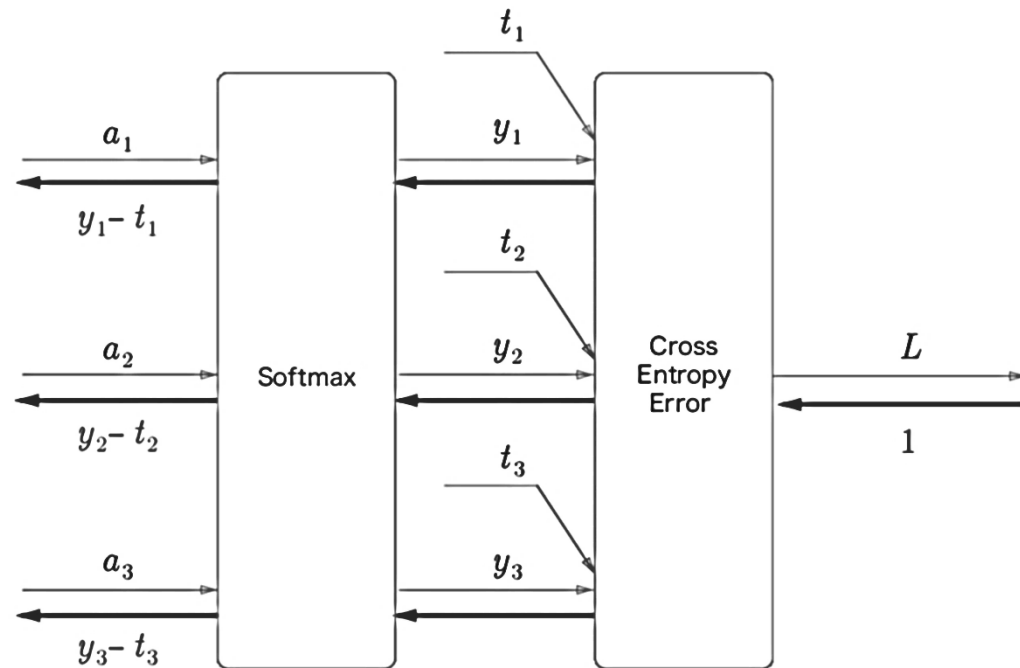 t₁
a₁
y₁
y₁− t₁
t₂
a₂
y₂
Softmax
Cross
Entropy
Error
L
y₂− t₂
1
t₃
a₃
y₃
y₃− t₃